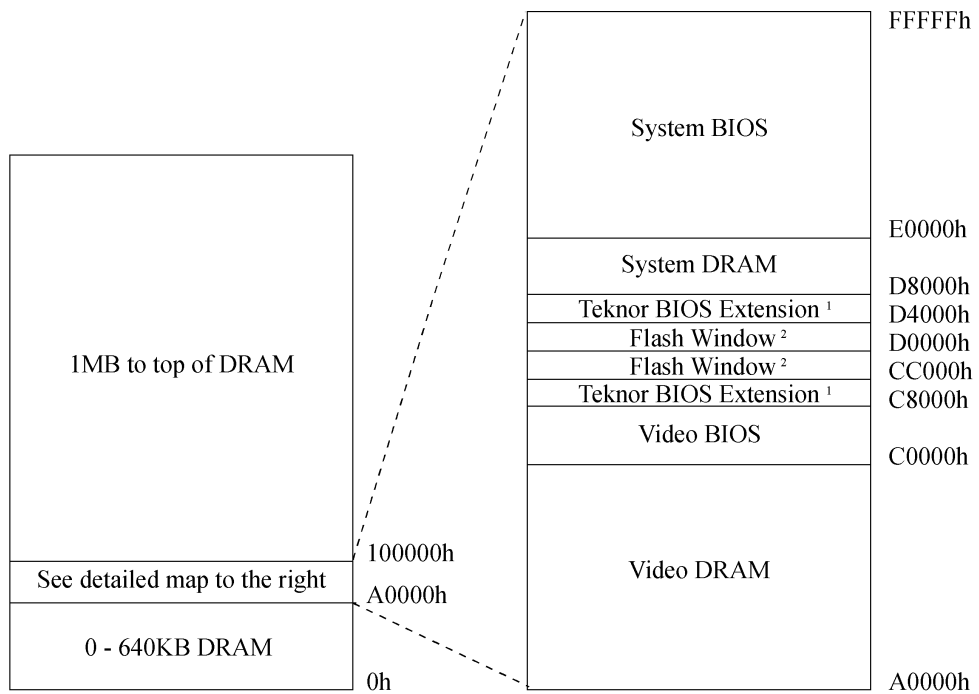 1MB to top of DRAM
100000h
See detailed map to the right
A0000h
0 - 640KB DRAM
0h
FFFFFh
System BIOS
E0000h
System DRAM
D8000h
Teknor BIOS Extension ¹
D4000h
Flash Window ²
D0000h
Flash Window ²
CC000h
Teknor BIOS Extension ¹
C8000h
Video BIOS
C0000h
Video DRAM
A0000h